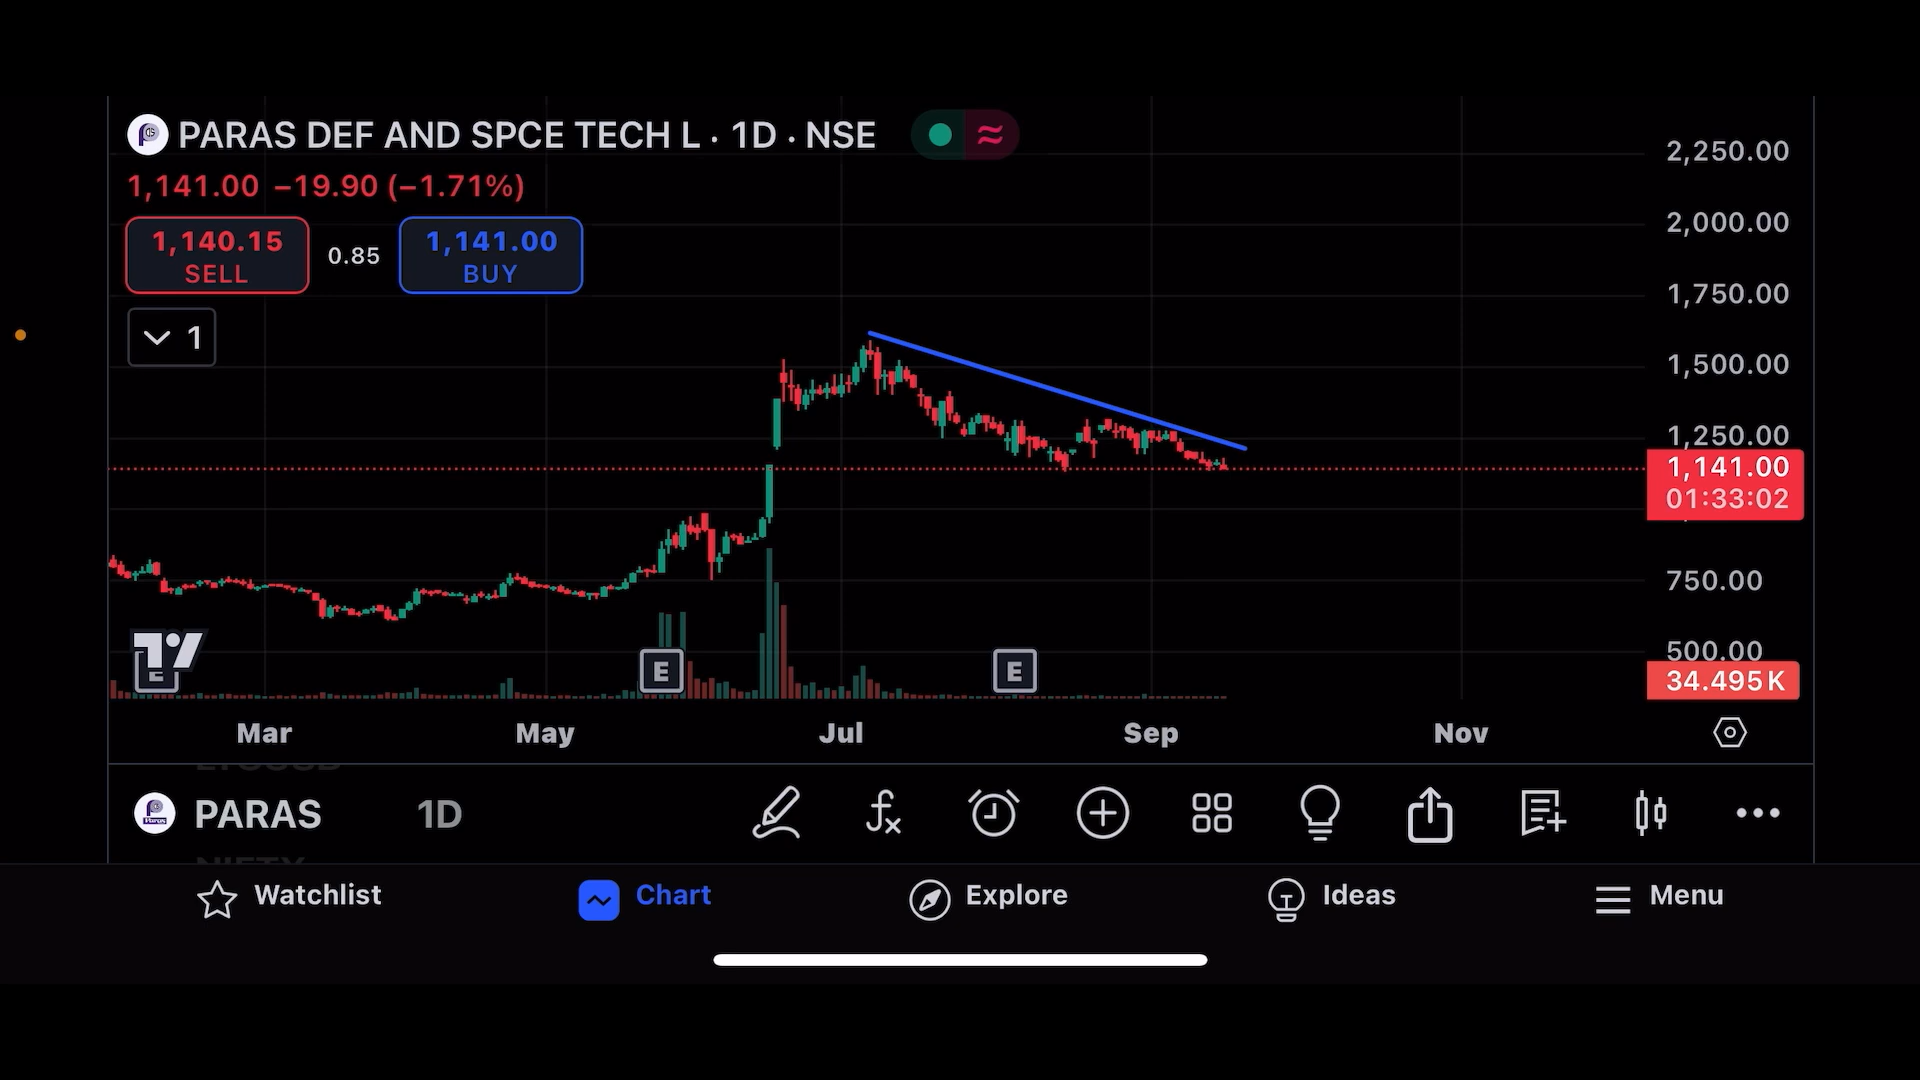 PARAS DEF AND SPCE TECH L · 1D · NSE
1,141.00 −19.90 (−1.71%)
1,140.15
SELL
0.85
1,141.00
BUY
1
2,250.00
2,000.00
1,750.00
1,500.00
1,250.00
1,141.00
01:33:02
750.00
500.00
34.495 K
E
E
E
Mar
May
Jul
Sep
Nov
PARAS
1D
Watchlist
Chart
Explore
Ideas
Menu